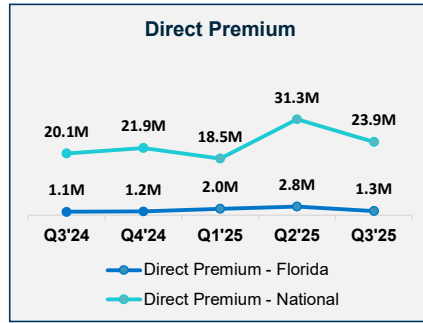 Direct Premium
31.3M
20.1M 21.9M 18.5M 23.9M
1.1M 1.2M 2.0M 2.8M 1.3M
Q3'24 Q4'24 Q1'25 Q2'25 Q3'25
Direct Premium - Florida
Direct Premium - National